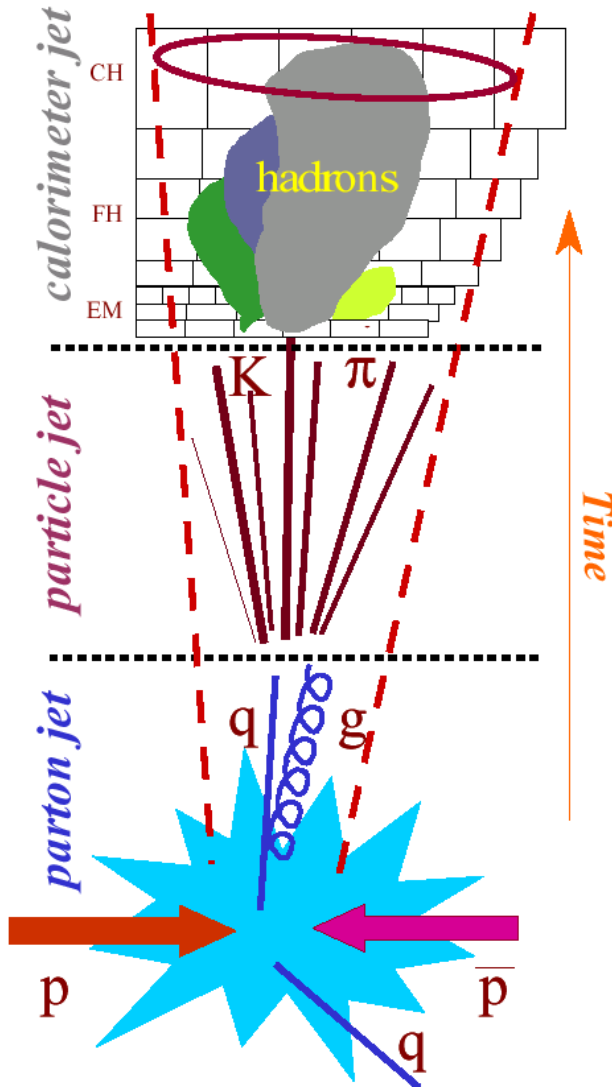 calorimeter jet
CH
hadrons
FH
EM
K
π
particle jet
Time
q
g
parton jet
p
p̅
q